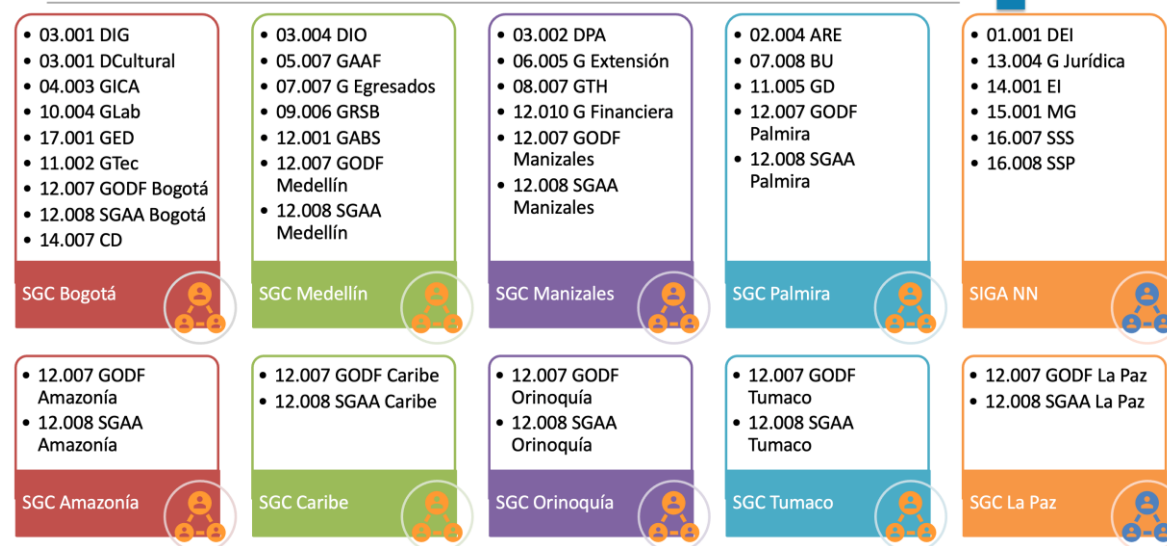 • 03.001 DIG
• 03.001 DCultural
• 04.003 GICA
• 10.004 GLab
• 17.001 GED
• 11.002 GTec
• 12.007 GODF Bogotá
• 12.008 SGAA Bogotá
• 14.007 CD
SGC Bogotá
• 03.004 DIO
• 05.007 GAAF
• 07.007 G Egresados
• 09.006 GRSB
• 12.001 GABS
• 12.007 GODF
Medellín
• 12.008 SGAA
Medellín
SGC Medellín
• 03.002 DPA
• 06.005 G Extensión
• 08.007 GTH
• 12.010 G Financiera
• 12.007 GODF
Manizales
• 12.008 SGAA
Manizales
SGC Manizales
• 02.004 ARE
• 07.008 BU
• 11.005 GD
• 12.007 GODF
Palmira
• 12.008 SGAA
Palmira
SGC Palmira
• 01.001 DEI
• 13.004 G Jurídica
• 14.001 EI
• 15.001 MG
• 16.007 SSS
• 16.008 SSP
SIGA NN
• 12.007 GODF
Amazonía
• 12.008 SGAA
Amazonía
SGC Amazonía
• 12.007 GODF Caribe
• 12.008 SGAA Caribe
SGC Caribe
• 12.007 GODF
Orinoquía
• 12.008 SGAA
Orinoquía
SGC Orinoquía
• 12.007 GODF
Tumaco
• 12.008 SGAA
Tumaco
SGC Tumaco
• 12.007 GODF La Paz
• 12.008 SGAA La Paz
SGC La Paz